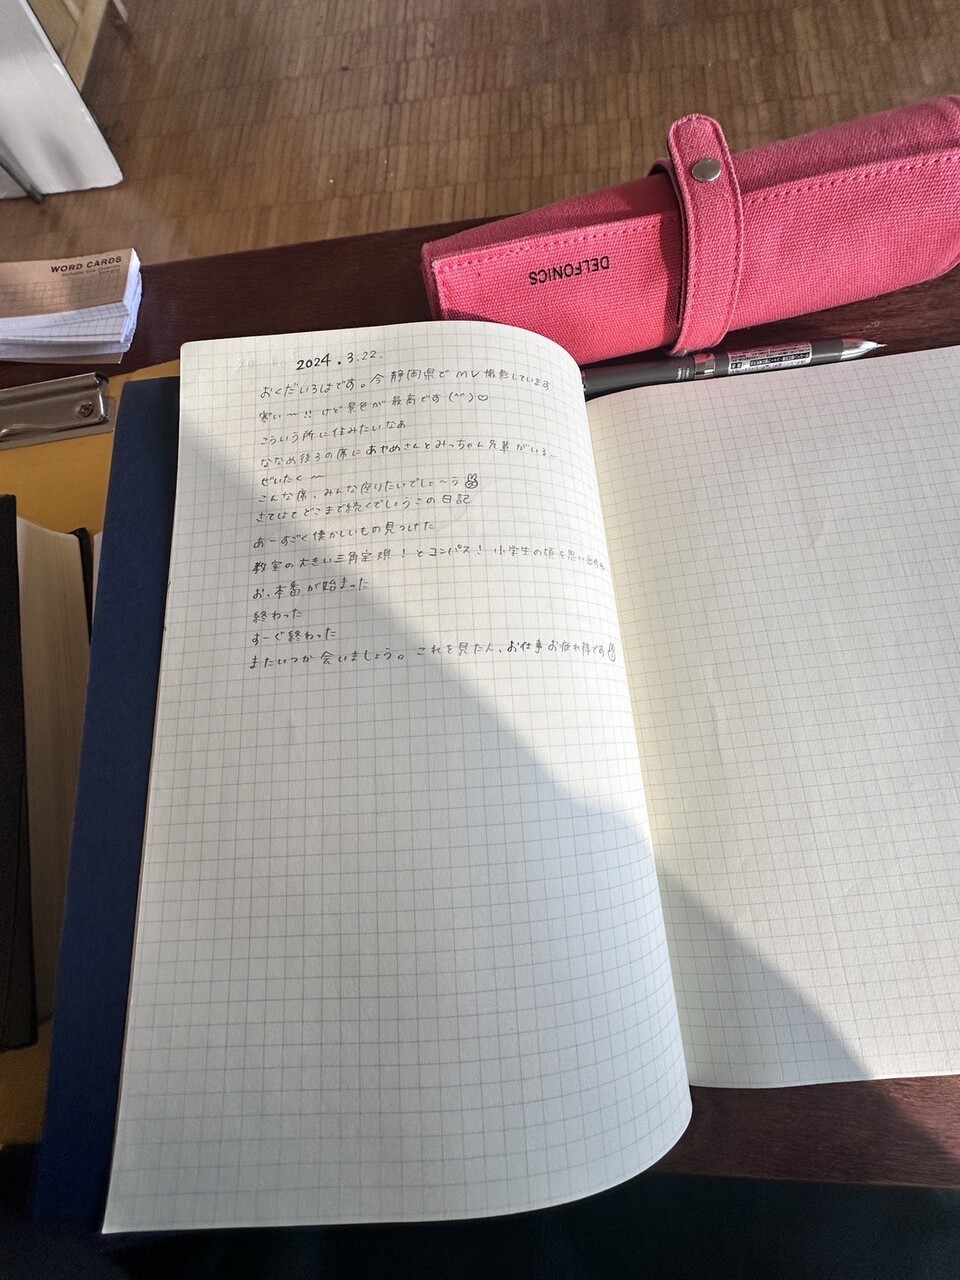 WORD CARDS
DELFONICS
2024.3.22.
おくだいろはです。今静岡県でMV撮影しています
寒い〜!! けど景色が最高です(^^)♡
こういう所に住みたいなあ
ななめ後ろの席にあやめさんとみっちゃん先輩がいる…
ぜいたく〜
こんな席、みんな座りたいでしょ〜う
さてはてどこまで続くでしょうこの日記
あーすごく懐かしいもの見つけた
教室の大きい三角定規!とコンパス! 小学生の頃を思い出すな
お、本番が始まった
終わった
すーぐ終わった
またいつか会いましょう。これを見た人、お仕事お疲れ様です